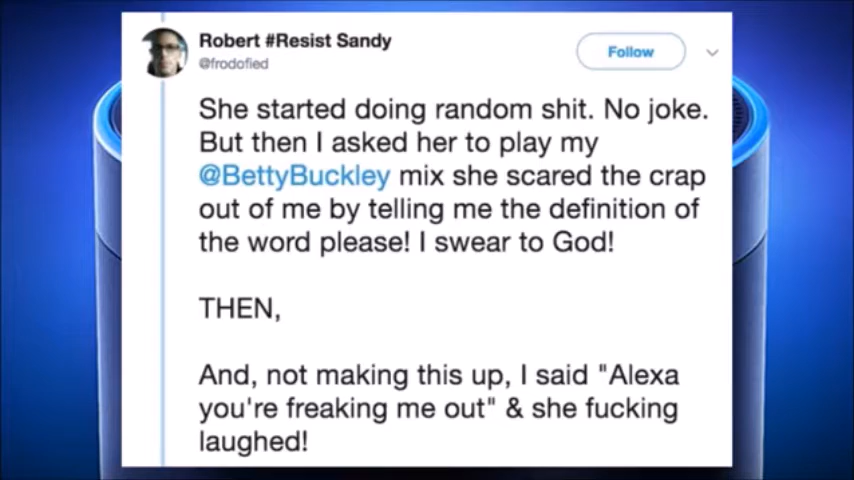 Robert #Resist Sandy
@frodofied
Follow
She started doing random shit. No joke.
But then I asked her to play my
@BettyBuckley mix she scared the crap
out of me by telling me the definition of
the word please! I swear to God!
THEN,
And, not making this up, I said "Alexa
you're freaking me out" & she fucking
laughed!